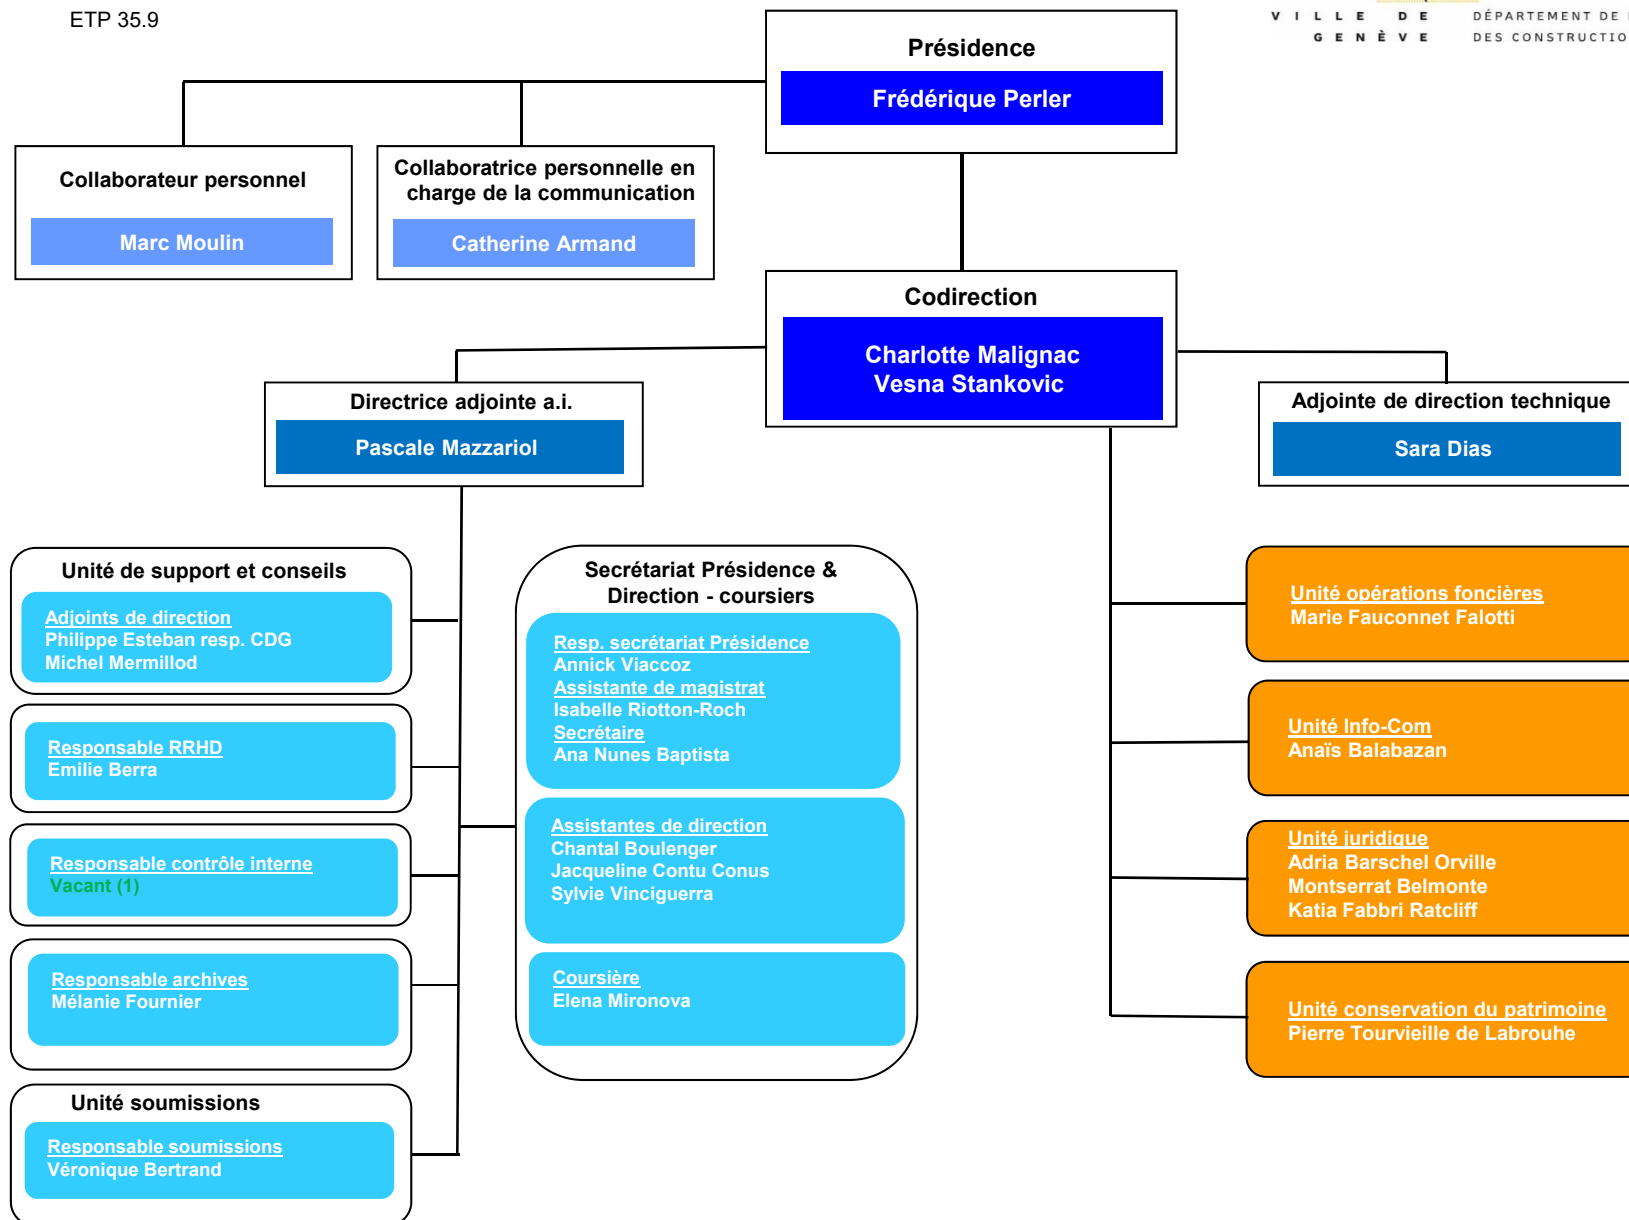 ETP 35.9
VILLE DE
GENÈVE
DÉPARTEMENT DE
DES
Présidence
Frédérique Perler
Collaborateur personnel
Marc Moulin
Collaboratrice personnelle en
charge de la communication
Catherine Armand
Codirection
Charlotte Malignac
Vesna Stankovic
Directrice adjointe a.i.
Pascale Mazzariol
Adjointe de direction technique
Sara Dias
Unité de support et conseils
Adjoints de direction
Philippe Esteban resp. CDG
Michel Mermillod
Responsable RRHD
Emilie Berra
Responsable contrôle interne
Vacant (1)
Responsable archives
Mélanie Fournier
Unité soumissions
Responsable soumissions
Véronique Bertrand
Secrétariat Présidence &
Direction - coursiers
Resp. secrétariat Présidence
Annick Viaccoz
Assistante de magistrat
Isabelle Riotton-Roch
Secrétaire
Ana Nunes Baptista
Assistantes de direction
Chantal Boulenger
Jacqueline Contu Conus
Sylvie Vinciguerra
Coursière
Elena Mironova
Unité opérations foncières
Marie Fauconnet Falotti
Unité Info-Com
Anaïs Balabazan
Unité juridique
Adria Barschel Orville
Montserrat Belmonte
Katia Fabbri Ratcliff
Unité conservation du patrimoine
Pierre Tourvieille de Labrouhe